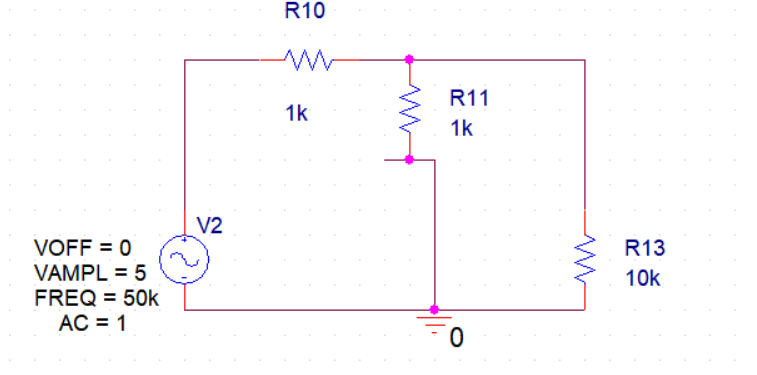 R10
1k
R11
1k
V2
VOFF = 0
VAMPL = 5
FREQ = 50k
AC = 1
R13
10k
0